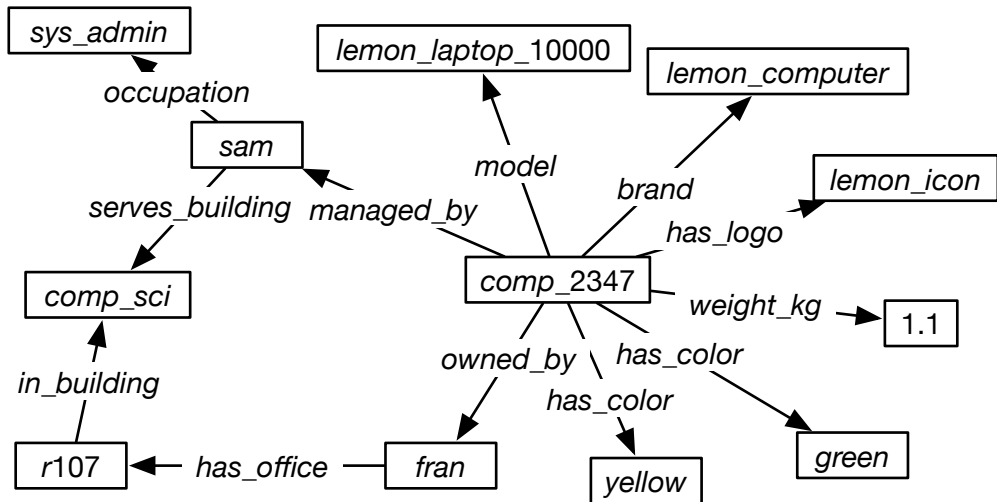 sys_admin
lemon_laptop_10000
lemon_computer
occupation
sam
model
brand
lemon_icon
serves_building
managed_by
has_logo
comp_sci
comp_2347
weight_kg
1.1
owned_by
has_color
in_building
has_color
r107
has_office
fran
yellow
green